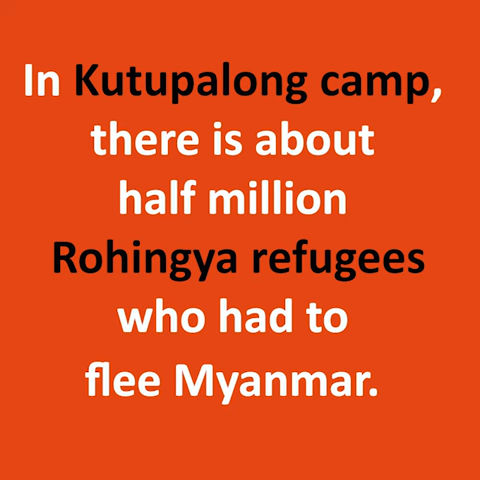 In Kutupalong camp,
there is about
half million
Rohingya refugees
who had to
flee Myanmar.